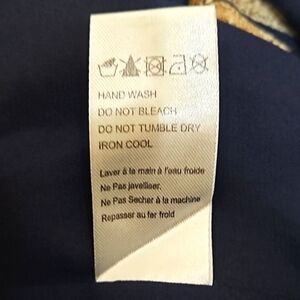 HAND WASH
DO NOT BLEACH
DO NOT TUMBLE DRY
IRON COOL
Laver à la main à l'eau froide
Ne Pas javelliser.
Ne Pas Secher à la machine
Repasser au fer froid